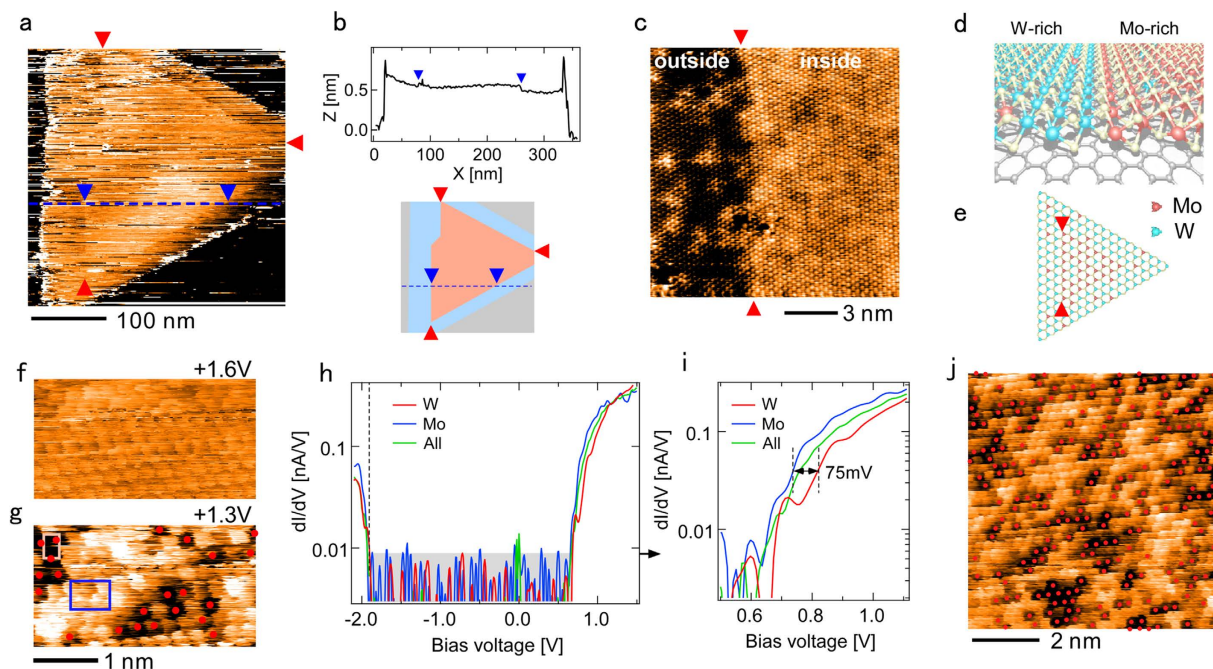 a
100 nm
b
Z [nm]
0.5
0.0
0 100 200 300
X [nm]
c
outside inside
3 nm
d
W-rich Mo-rich
e
Mo
W
f
+1.6V
g
+1.3V
1 nm
h
W
Mo
All
dI/dV [nA/V]
0.1
0.01
-2.0 -1.0 0.0 1.0
Bias voltage [V]
i
W
Mo
All
75mV
dI/dV [nA/V]
0.1
0.01
0.6 0.8 1.0
Bias voltage [V]
j
2 nm